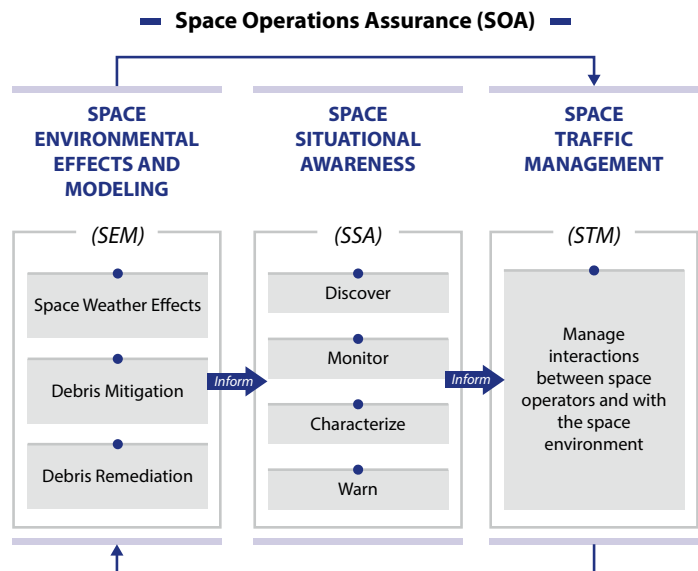 Space Operations Assurance (SOA)
SPACE
ENVIRONMENTAL
EFFECTS AND
MODELING
(SEM)
Space Weather Effects
Debris Mitigation
Debris Remediation
Inform
SPACE
SITUATIONAL
AWARENESS
(SSA)
Discover
Monitor
Characterize
Warn
Inform
SPACE
TRAFFIC
MANAGEMENT
(STM)
Manage
interactions
between space
operators and with
the space
environment